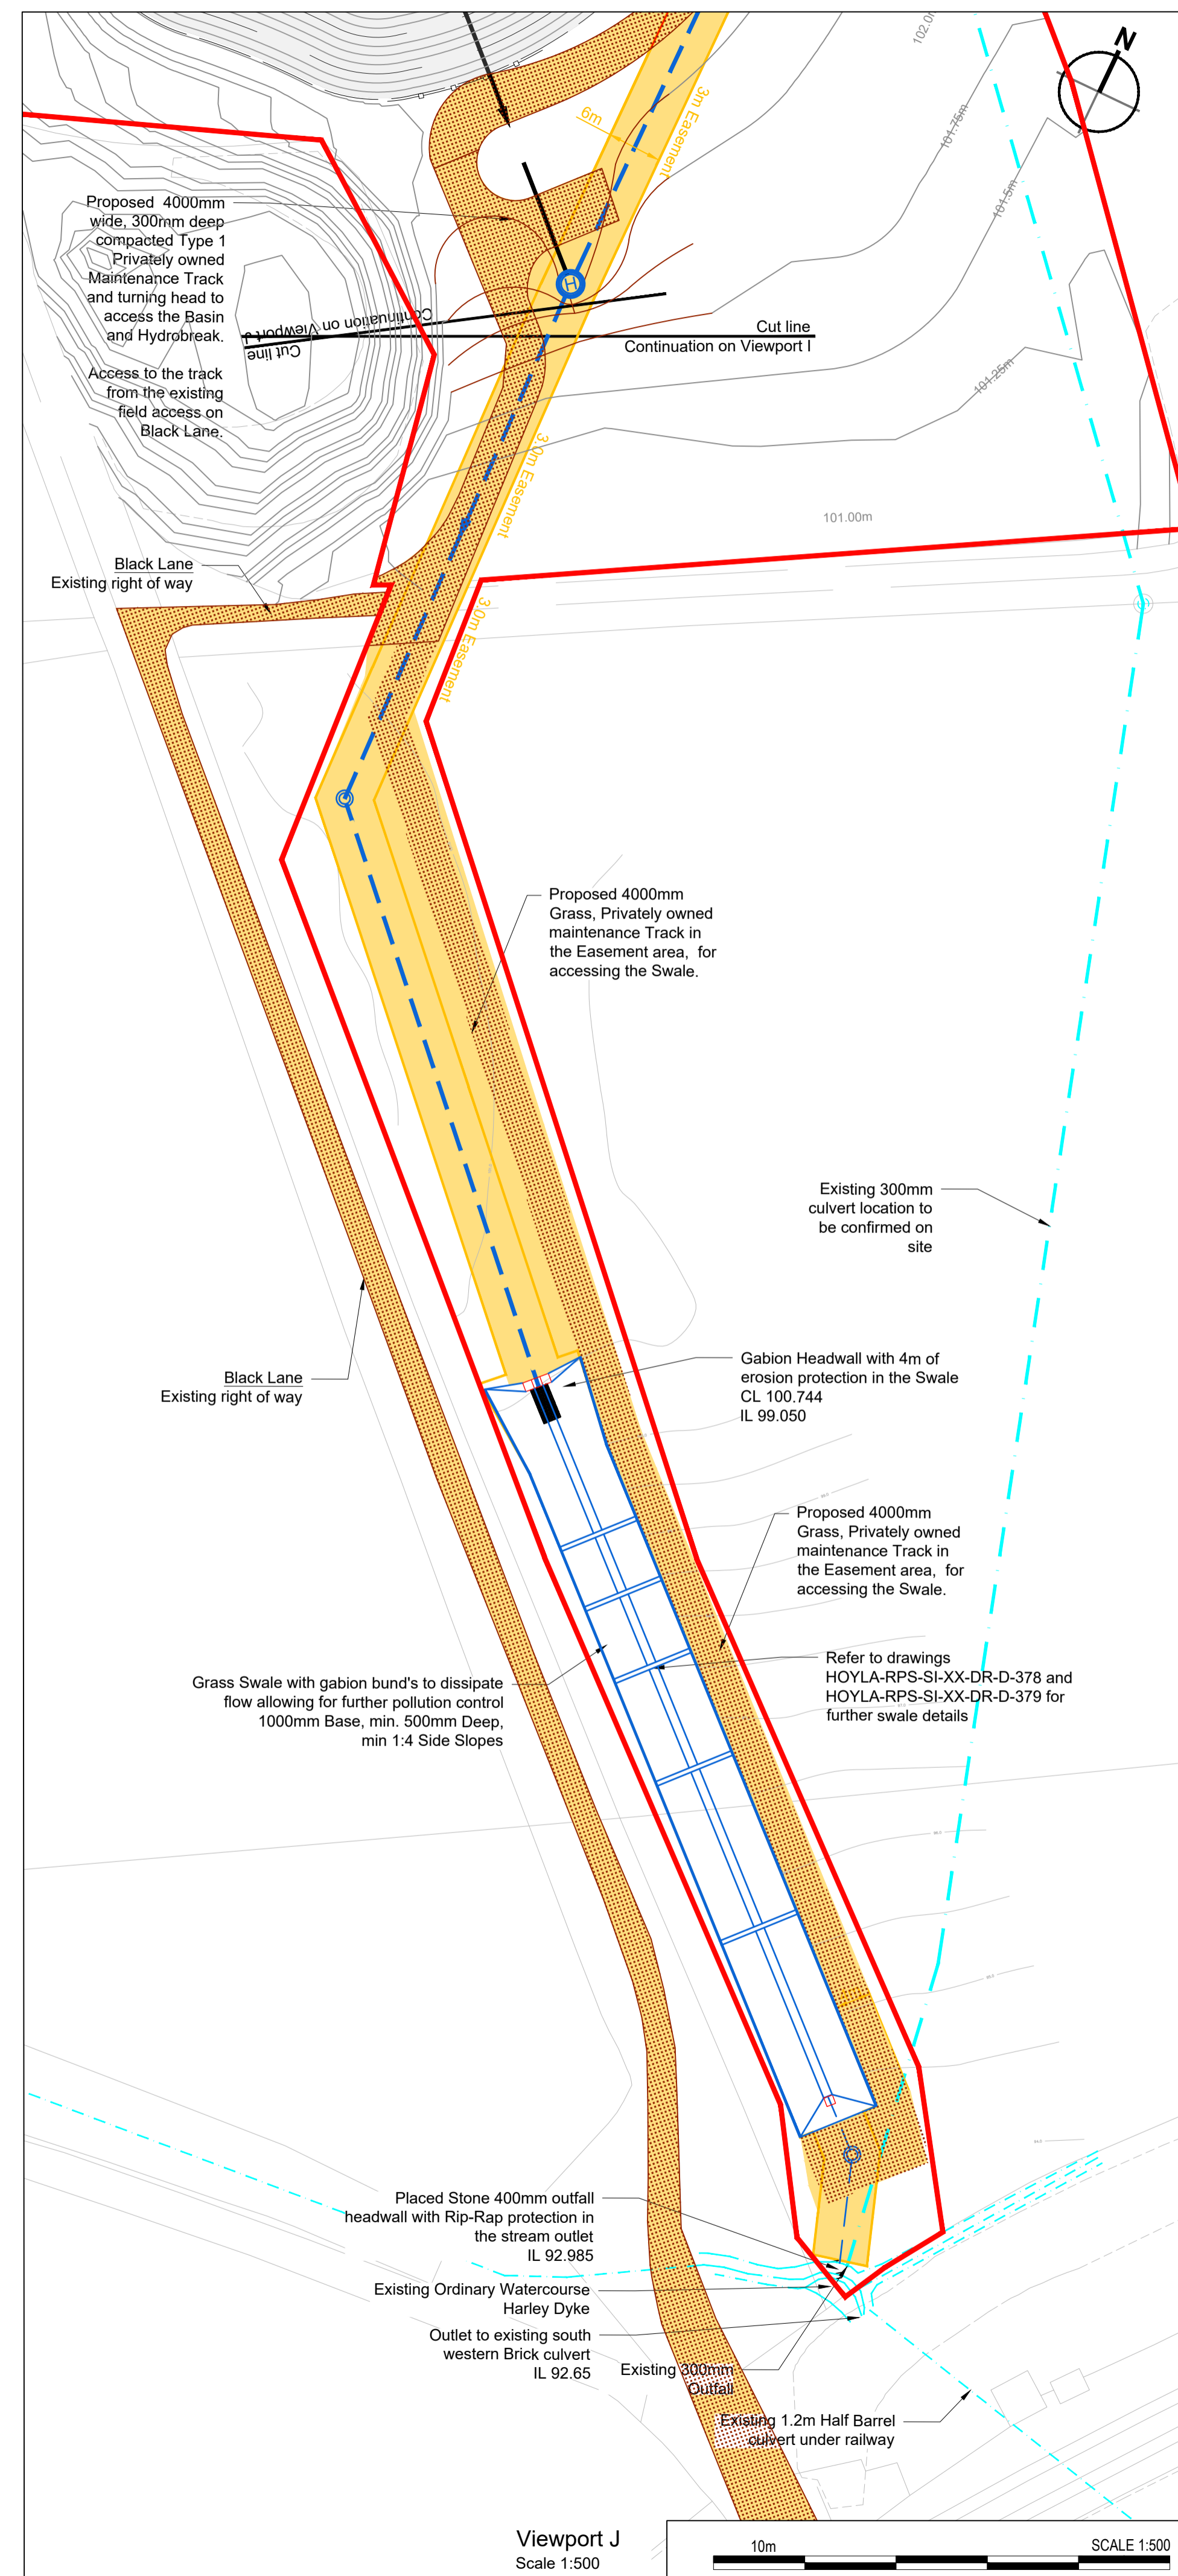 N
102.0m
101.75m
101.5m
101.25m
101.00m
3m Easement
6m
Proposed 4000mm
wide, 300mm deep
compacted Type 1
Privately owned
Maintenance Track
and turning head to
access the Basin
and Hydrobreak.
Access to the track
from the existing
field access on
Black Lane.
H
Continuation on Viewport J
Cut line
Cut line
Continuation on Viewport I
3.0m Easement
Black Lane
Existing right of way
3.0m Easement
Proposed 4000mm
Grass, Privately owned
maintenance Track in
the Easement area, for
accessing the Swale.
Existing 300mm
culvert location to
be confirmed on
site
Black Lane
Existing right of way
Gabion Headwall with 4m of
erosion protection in the Swale
CL 100.744
IL 99.050
Proposed 4000mm
Grass, Privately owned
maintenance Track in
the Easement area, for
accessing the Swale.
Refer to drawings
HOYLA-RPS-SI-XX-DR-D-378 and
HOYLA-RPS-SI-XX-DR-D-379 for
further swale details
Grass Swale with gabion bund's to dissipate
flow allowing for further pollution control
1000mm Base, min. 500mm Deep,
min 1:4 Side Slopes
Placed Stone 400mm outfall
headwall with Rip-Rap protection in
the stream outlet
IL 92.985
Existing Ordinary Watercourse
Harley Dyke
Outlet to existing south
western Brick culvert
IL 92.65
Existing 300mm
Outfall
Existing 1.2m Half Barrel
culvert under railway
Viewport J
Scale 1:500
10m
SCALE 1:500